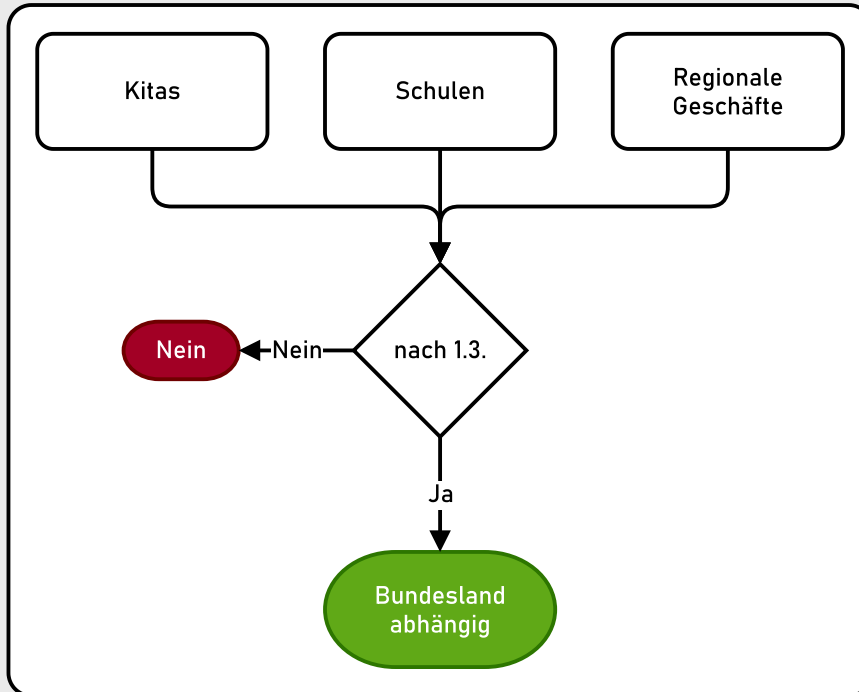 Kitas
Schulen
Regionale
Geschäfte
Nein
Nein
nach 1.3.
Ja
Bundesland
abhängig